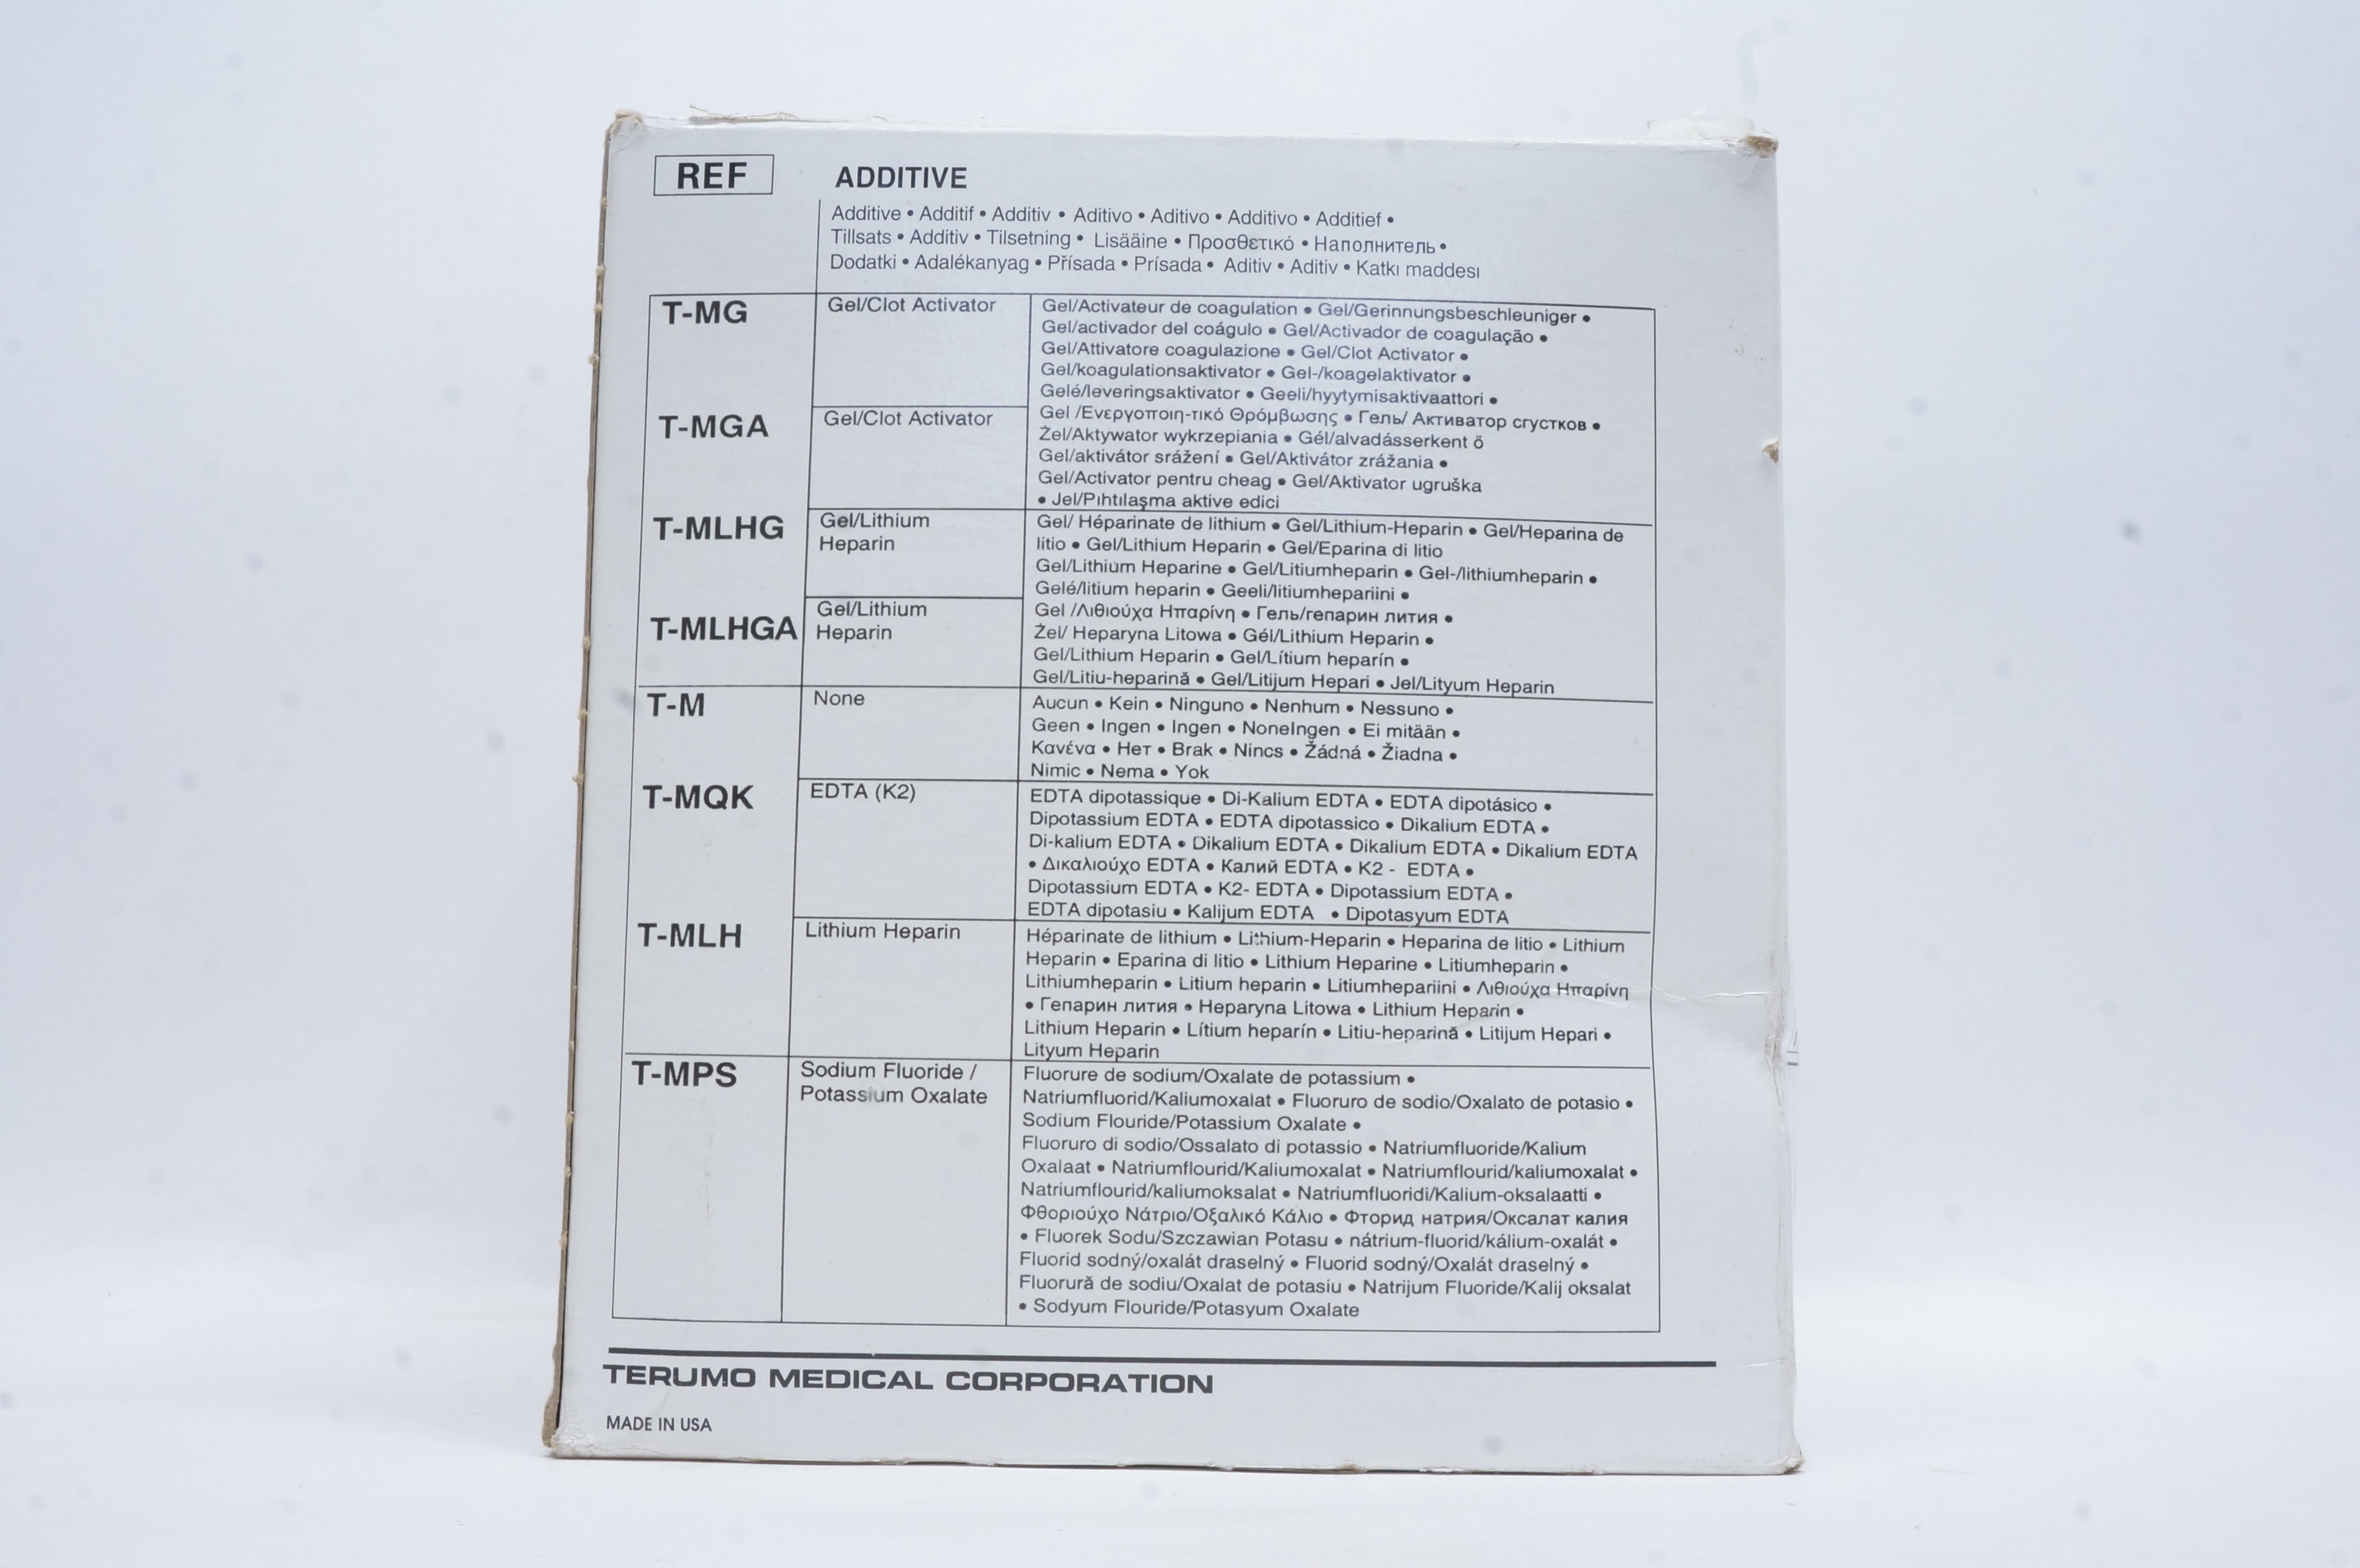 REF
ADDITIVE
Additive • Additif • Additiv • Aditivo • Aditivo • Additivo • Additief •
Tillsats • Additiv • Tilsetning • Lisääine • Προσθετικό • Наполнитель •
Dodatki • Adalékanyag • Přísada • Prísada • Aditiv • Aditiv • Katkı maddesı
T-MG
Gel/Clot Activator
Gel/Activateur de coagulation • Gel/Gerinnungsbeschleuniger •
Gel/activador del coágulo • Gel/Activador de coagulação •
Gel/Attivatore coagulazione • Gel/Clot Activator •
Gel/koagulationsaktivator • Gel-/koagelaktivator •
Gelé/leveringsaktivator • Geeli/hyytymisaktivaattori •
T-MGA
Gel/Clot Activator
Gel /Ενεργοποιη-τικό Θρόμβωσης • Гель/ Активатор сгустков •
Żel/Aktywator wykrzepiania • Gél/alvadásserkent ő
Gel/aktivátor srážení • Gel/Aktivátor zrážania •
Gel/Activator pentru cheag • Gel/Aktivator ugruška
• Jel/Pıhtılaşma aktive edici
T-MLHG
Gel/Lithium
Heparin
Gel/ Héparinate de lithium • Gel/Lithium-Heparin • Gel/Heparina de
litio • Gel/Lithium Heparin • Gel/Eparina di litio
Gel/Lithium Heparine • Gel/Litiumheparin • Gel-/lithiumheparin •
Gelé/litium heparin • Geeli/litiumhepariini •
T-MLHGA
Gel/Lithium
Heparin
Gel /Λιθιούχα Ηπαρίνη • Гель/гепарин лития •
Żel/ Heparyna Litowa • Gél/Lithium Heparin •
Gel/Lithium Heparin • Gel/Lítium heparín •
Gel/Litiu-heparină • Gel/Litijum Hepari • Jel/Lityum Heparin
T-M
None
Aucun • Kein • Ninguno • Nenhum • Nessuno •
Geen • Ingen • Ingen • NoneIngen • Ei mitään •
Κανένα • Нет • Brak • Nincs • Žádná • Žiadna •
Nimic • Nema • Yok
T-MQK
EDTA (K2)
EDTA dipotassique • Di-Kalium EDTA • EDTA dipotásico •
Dipotassium EDTA • EDTA dipotassico • Dikalium EDTA •
Di-kalium EDTA • Dikalium EDTA • Dikalium EDTA • Dikalium EDTA
• Δικαλιούχο EDTA • Калий EDTA • K2 - EDTA •
Dipotassium EDTA • K2- EDTA • Dipotassium EDTA •
EDTA dipotasiu • Kalijum EDTA • Dipotasyum EDTA
T-MLH
Lithium Heparin
Héparinate de lithium • Lithium-Heparin • Heparina de litio • Lithium
Heparin • Eparina di litio • Lithium Heparine • Litiumheparin •
Lithiumheparin • Litium heparin • Litiumhepariini • Λιθιούχα Ηπαρίνη
• Гепарин лития • Heparyna Litowa • Lithium Heparin •
Lithium Heparin • Lítium heparín • Litiu-heparină • Litijum Hepari •
Lityum Heparin
T-MPS
Sodium Fluoride /
Potassium Oxalate
Fluorure de sodium/Oxalate de potassium •
Natriumfluorid/Kaliumoxalat • Fluoruro de sodio/Oxalato de potasio •
Sodium Flouride/Potassium Oxalate •
Fluoruro di sodio/Ossalato di potassio • Natriumfluoride/Kalium
Oxalaat • Natriumflourid/Kaliumoxalat • Natriumflourid/kaliumoxalat •
Natriumflourid/kaliumoksalat • Natriumfluoridi/Kalium-oksalaatti •
Φθοριούχο Νάτριο/Οξαλικό Κάλιο • Фторид натрия/Оксалат калия
• Fluorek Sodu/Szczawian Potasu • nátrium-fluorid/kálium-oxalát •
Fluorid sodný/oxalát draselný • Fluorid sodný/Oxalát draselný •
Fluorură de sodiu/Oxalat de potasiu • Natrijum Fluoride/Kalij oksalat
• Sodyum Flouride/Potasyum Oxalate
TERUMO MEDICAL CORPORATION
MADE IN USA